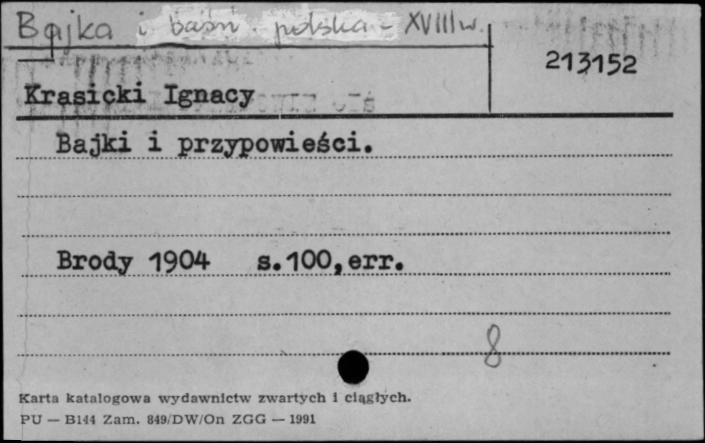 Bajka i baśń polska - XVIII w.
213152
Krasicki Ignacy
Bajki i przypowieści.
Brody 1904 s.100,err.
8
Karta katalogowa wydawnictw zwartych i ciągłych.
PU — B144 Zam. 849/DW/On ZGG — 1991